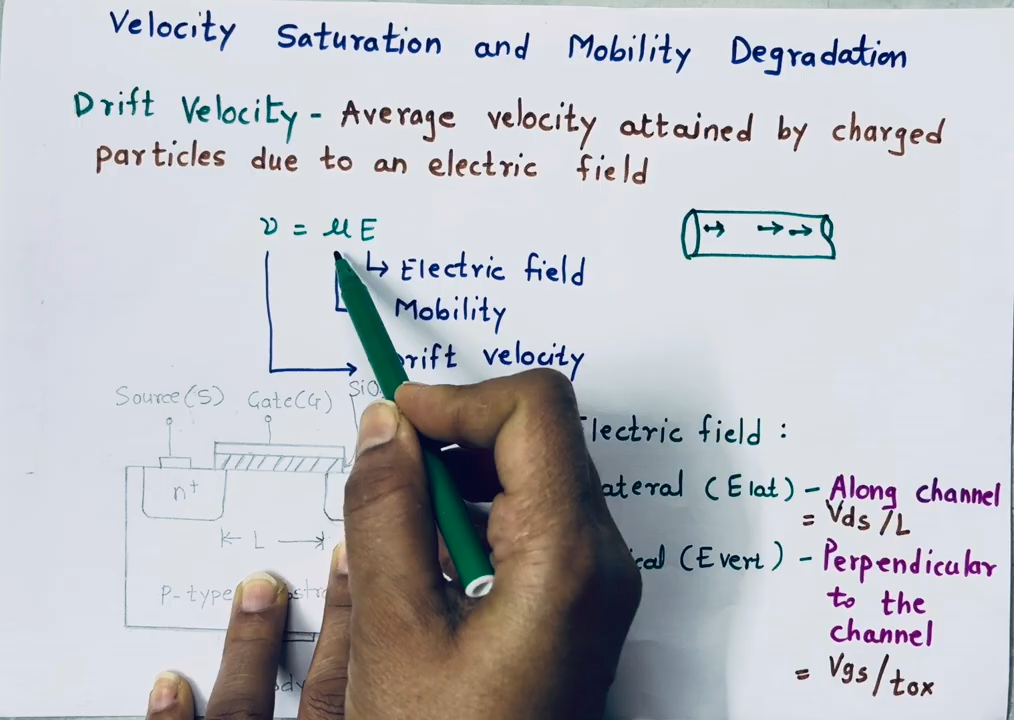 Velocity Saturation and Mobility Degradation
Drift Velocity - Average velocity attained by charged
particles due to an electric field
v = μE
Electric field
Mobility
velocity
Source(S) Gate(G)
n+
L
P-type
field :
(Elat) - Along channel
= Vds/L
(Evert) - Perpendicular
to the
channel
= Vgs/tox